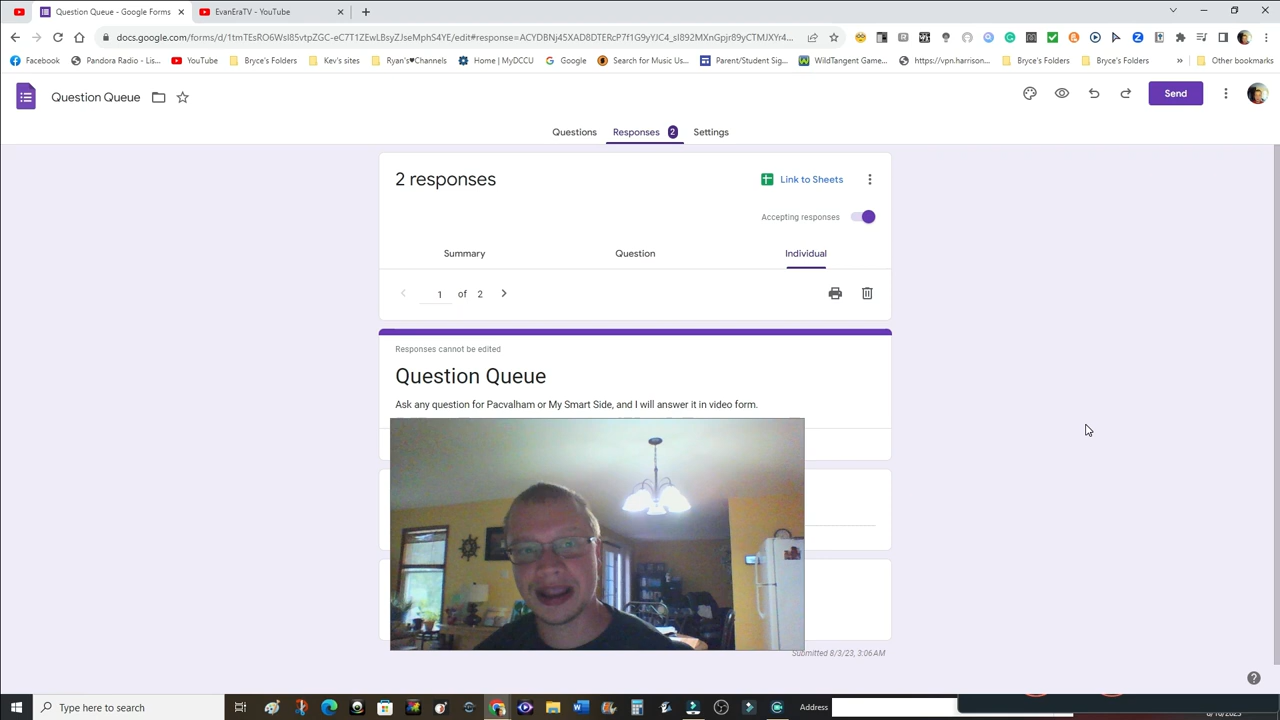 Question Queue - Google Forms
EvanEraTV - YouTube
docs.google.com/forms/d/1tmTEsRO6WsI85vtpZGC-eC7T1ZEwLBsyZJseMphS4YE/edit#response=ACYDBNj45XAD8DTERcP7f1G9yYJC4_sI892MXnGpjr89yCTMJXYr4...
Facebook
Pandora Radio - Lis...
YouTube
Bryce's Folders
Kev's sites
Ryan's♥Channels
Home | MyDCCU
Google
Search for Music Us...
Parent/Student Sig...
WildTangent Game...
https://vpn.harrison...
Bryce's Folders
Bryce's Folders
Other bookmarks
Question Queue
Send
Questions
Responses 2
Settings
2 responses
Link to Sheets
Accepting responses
Summary
Question
Individual
1 of 2
Responses cannot be edited
Question Queue
Ask any question for Pacvalham or My Smart Side, and I will answer it in video form.
Submitted 8/3/23, 3:06 AM
Type here to search
Address